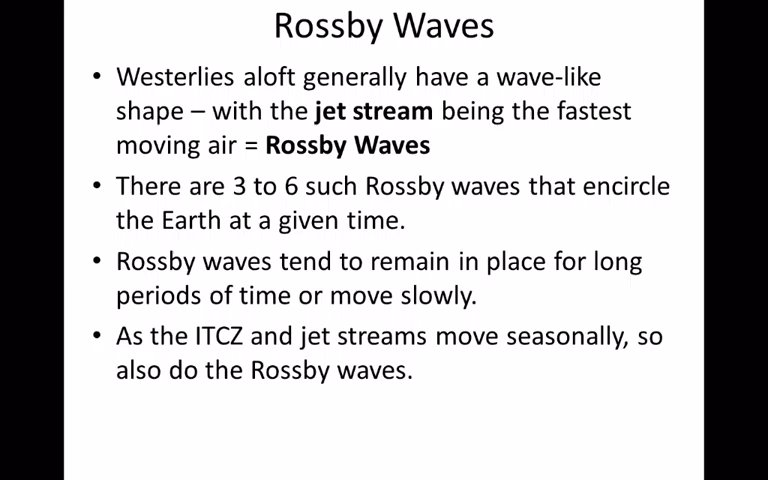 Rossby Waves
• Westerlies aloft generally have a wave-like
shape – with the jet stream being the fastest
moving air = Rossby Waves
• There are 3 to 6 such Rossby waves that encircle
the Earth at a given time.
• Rossby waves tend to remain in place for long
periods of time or move slowly.
• As the ITCZ and jet streams move seasonally, so
also do the Rossby waves.